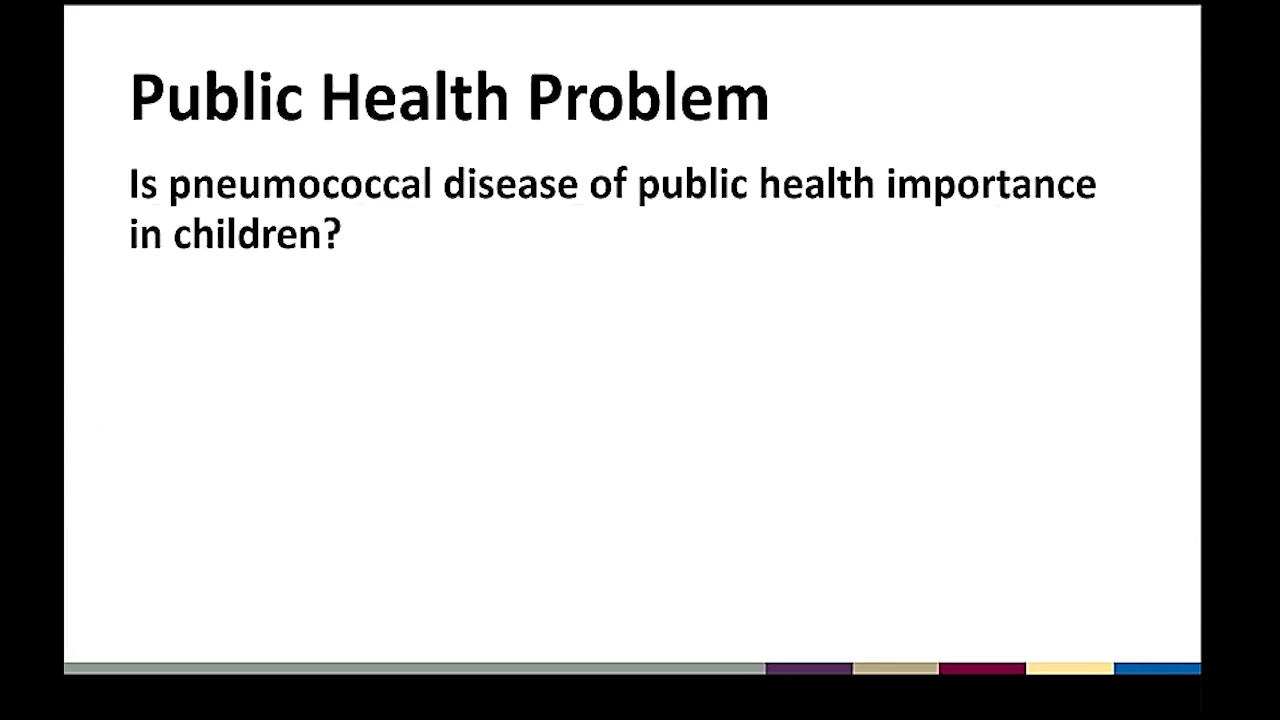 Public Health Problem
Is pneumococcal disease of public health importance
in children?